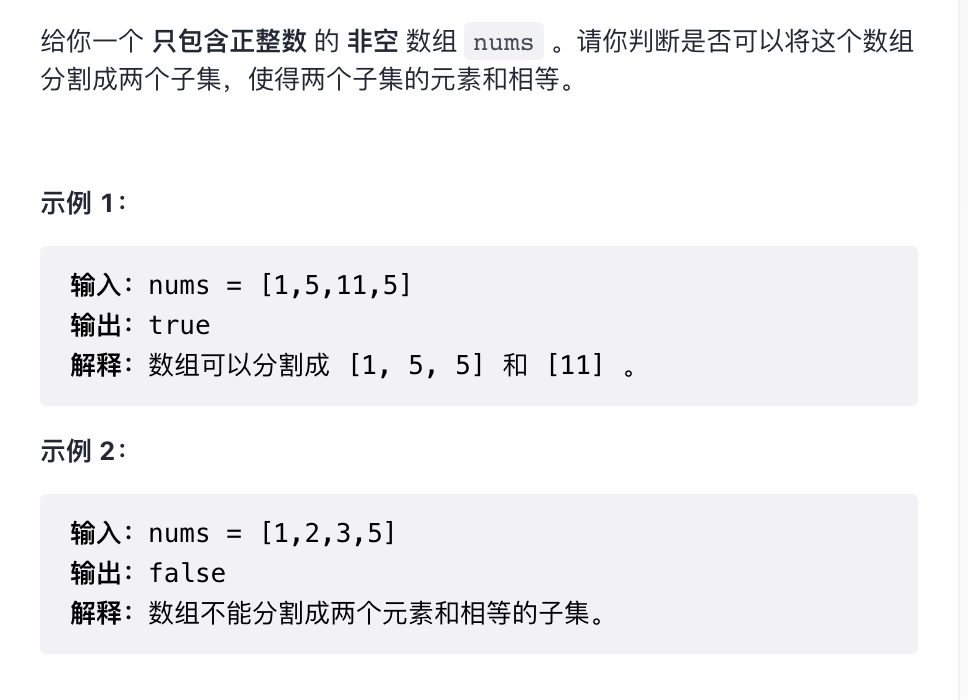 给你一个 只包含正整数 的 非空 数组 nums 。请你判断是否可以将这个数组
分割成两个子集，使得两个子集的元素和相等。
示例 1：
输入：nums = [1,5,11,5]
输出：true
解释：数组可以分割成 [1, 5, 5] 和 [11] 。
示例 2：
输入：nums = [1,2,3,5]
输出：false
解释：数组不能分割成两个元素和相等的子集。